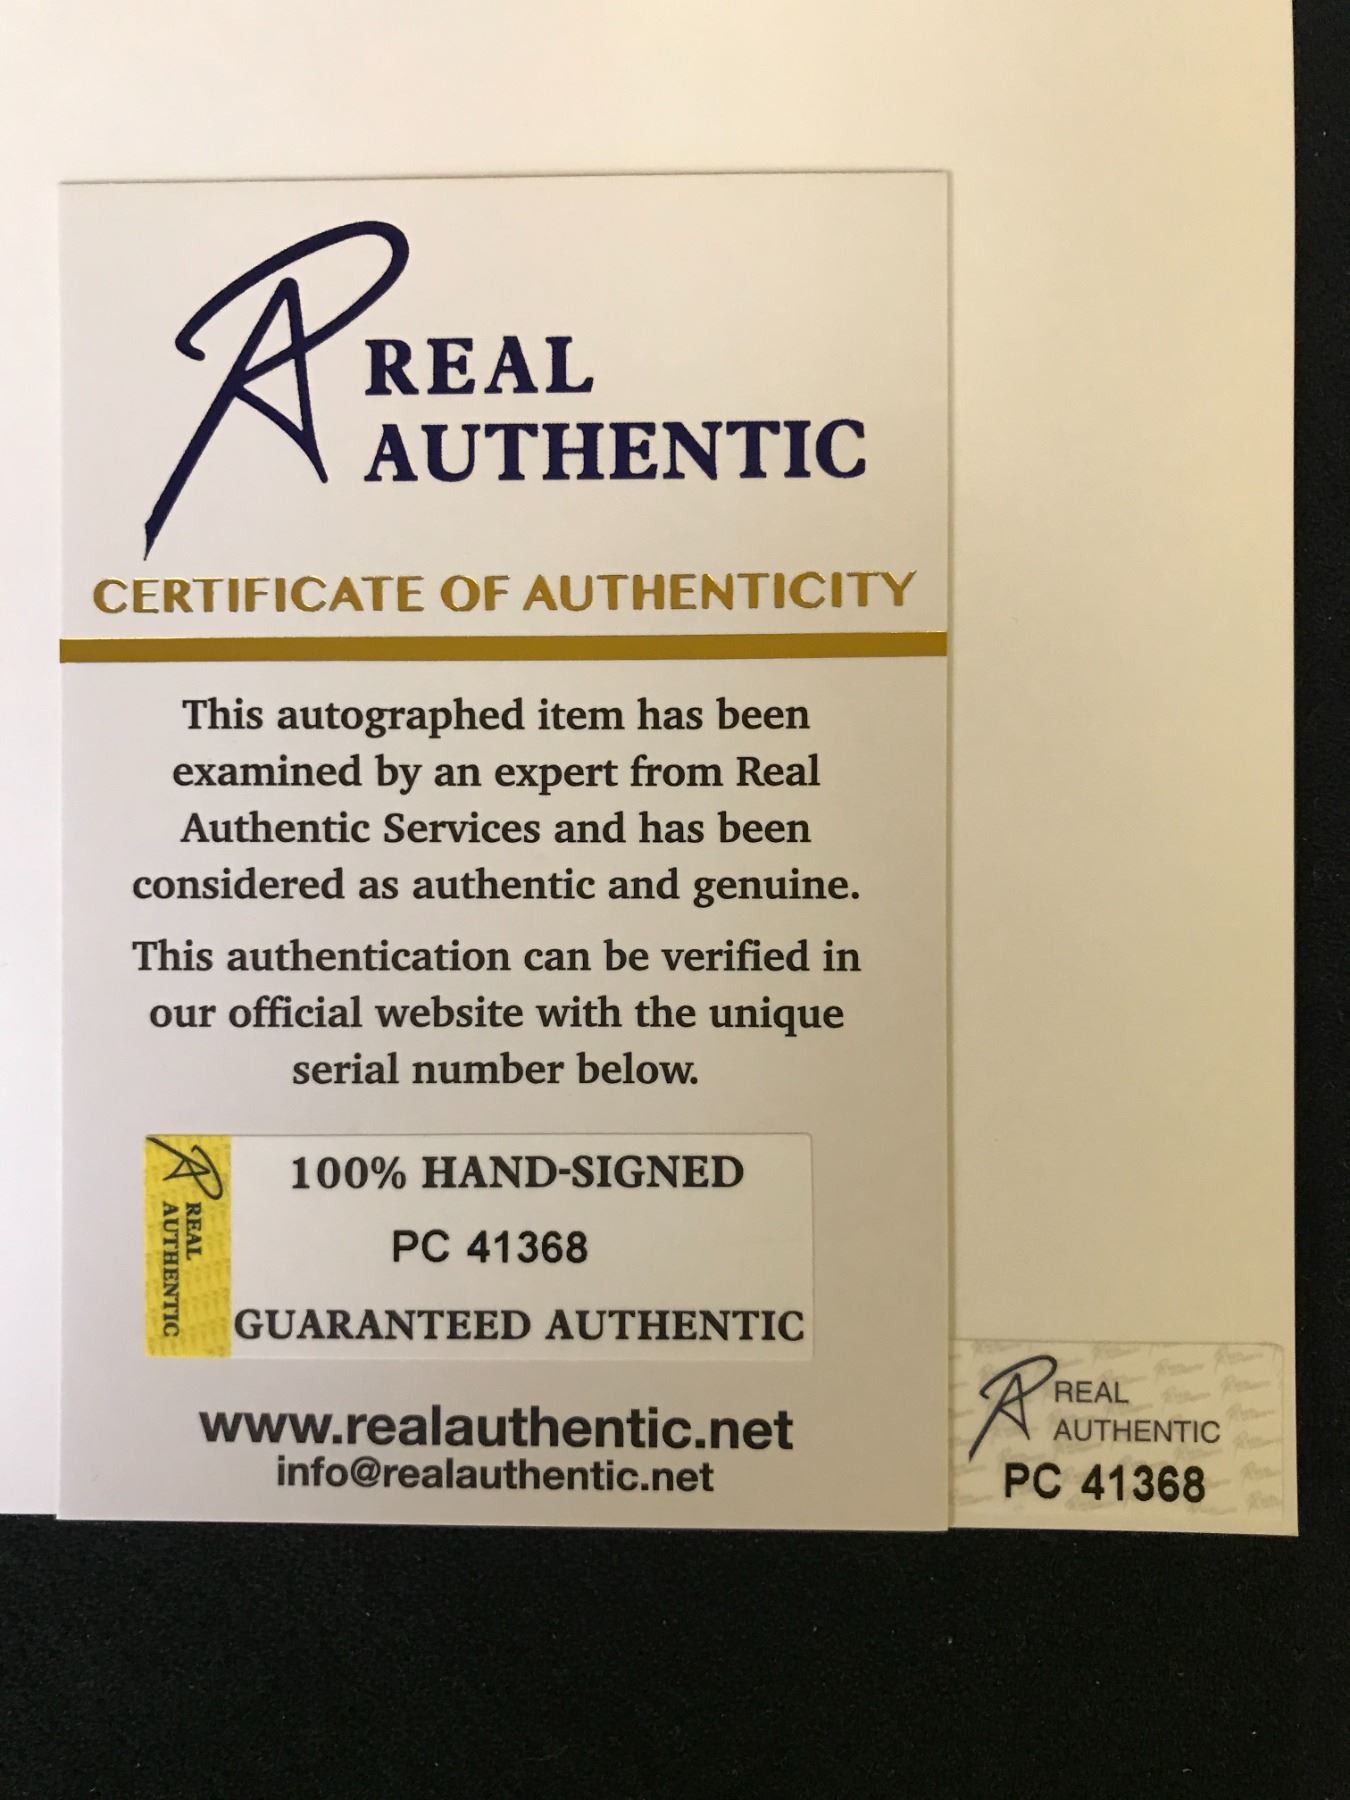 REAL
AUTHENTIC
CERTIFICATE OF AUTHENTICITY
This autographed item has been
examined by an expert from Real
Authentic Services and has been
considered as authentic and genuine.
This authentication can be verified in
our official website with the unique
serial number below.
REAL
AUTHENTIC
100% HAND-SIGNED
PC 41368
GUARANTEED AUTHENTIC
www.realauthentic.net
info@realauthentic.net
REAL
AUTHENTIC
PC 41368